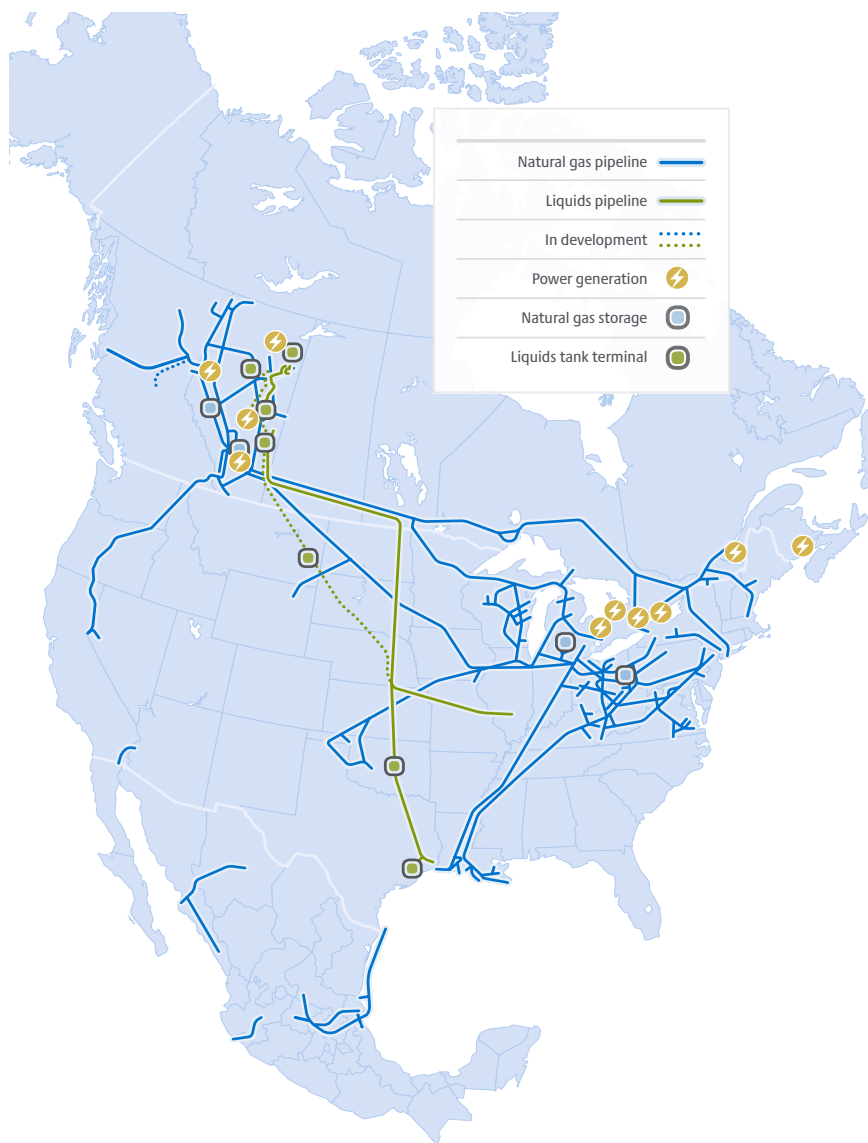 Natural gas pipeline
Liquids pipeline
In development
Power generation
Natural gas storage
Liquids tank terminal